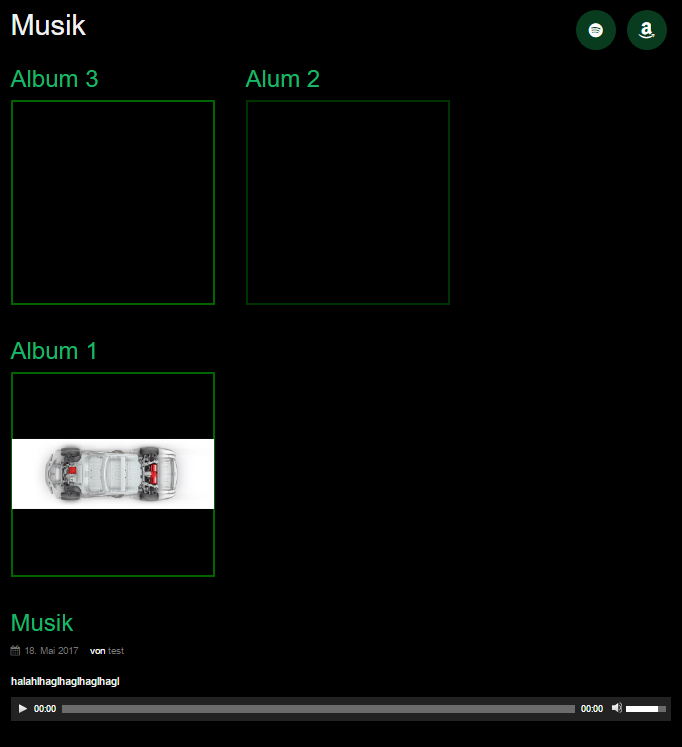 Musik
Album 3
Alum 2
Album 1
Musik
18. Mai 2017 von test
halahlhaglhaglhaglhagl
00:00 00:00